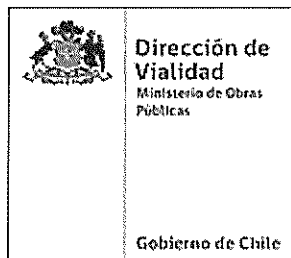 Dirección de
Vialidad
Ministerio de Obras
Públicas
Gobierno de Chile